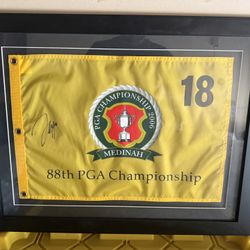 18
PGA CHAMPIONSHIP 2006
MEDINAH
88th PGA Championship